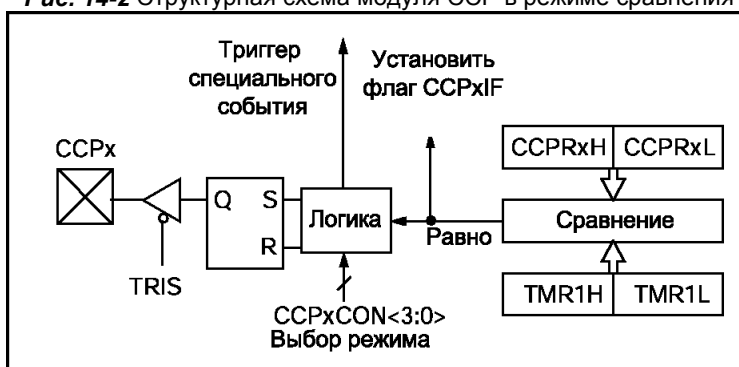 Рис. 14-2 Структурная схема модуля CCP в режиме сравнения
Триггер
специального
события
Установить
флаг CCPxIF
CCPx
CCPRxH CCPRxL
Q S
R
Логика
Равно
Сравнение
TRIS
TMR1H TMR1L
CCPxCON<3:0>
Выбор режима